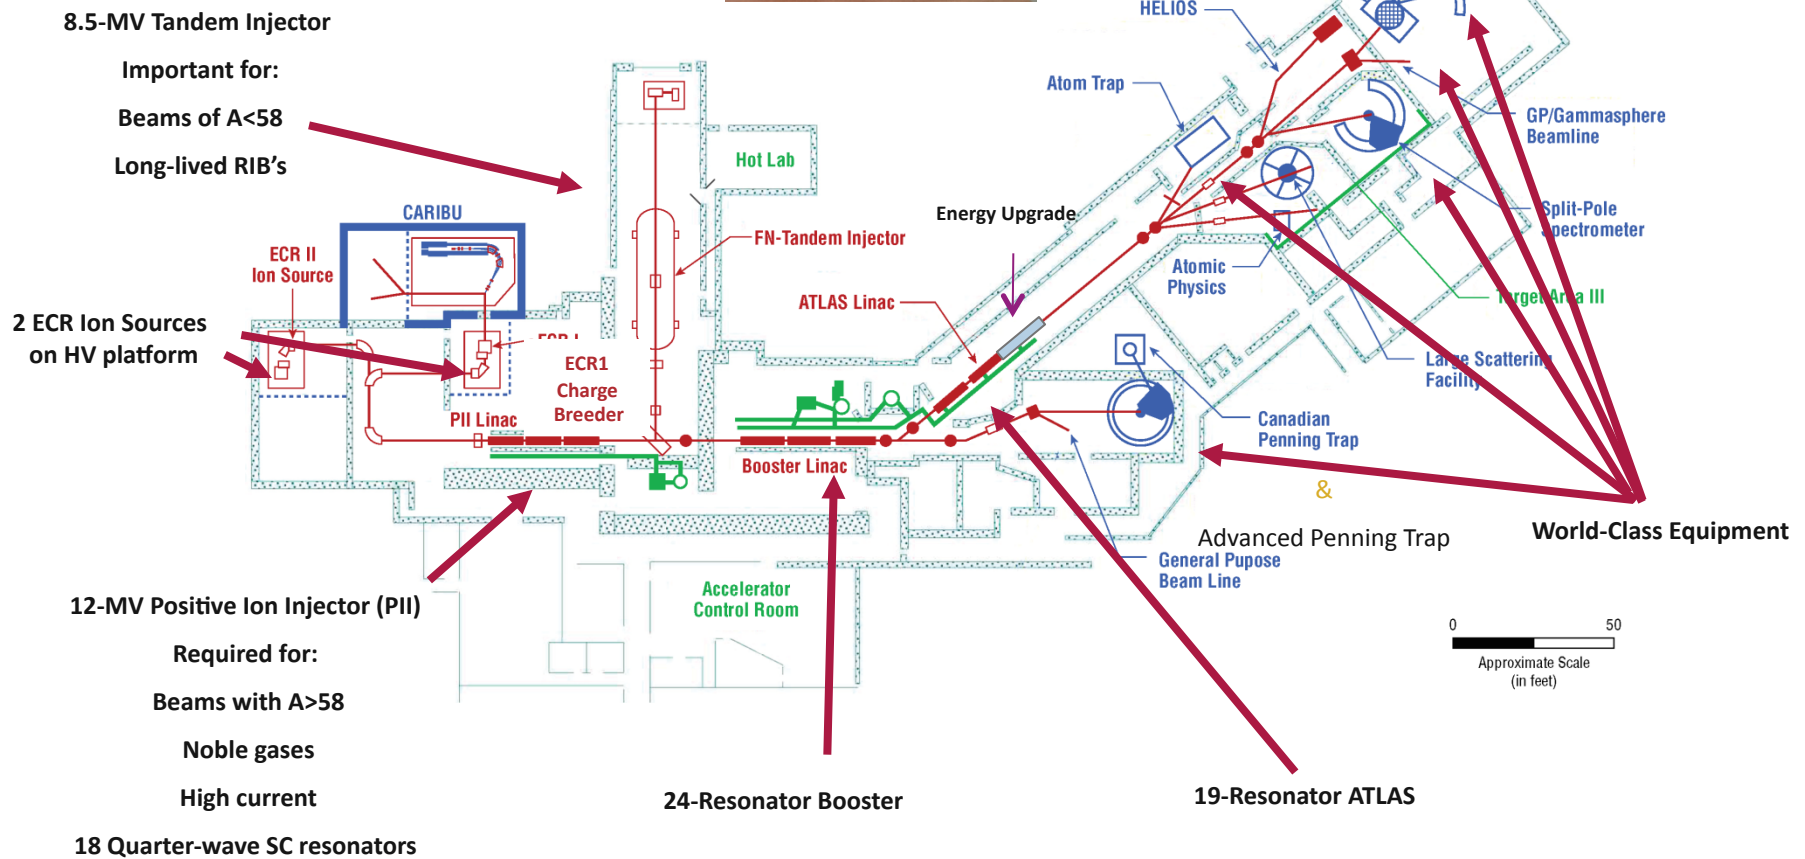 8.5-MV Tandem Injector
Important for:
Beams of A<58
Long-lived RIB's
HELIOS
Atom Trap
GP/Gammasphere
Beamline
Hot Lab
CARIBU
Energy Upgrade
Split-Pole
Spectrometer
FN-Tandem Injector
ECR II
Ion Source
Atomic
Physics
ATLAS Linac
Target Area III
2 ECR Ion Sources
on HV platform
ECR1
Charge
Breeder
Large Scattering
Facility
PII Linac
Canadian
Penning Trap
Booster Linac
&
World-Class Equipment
Advanced Penning Trap
General Pupose
Beam Line
Accelerator
Control Room
12-MV Positive Ion Injector (PII)
Required for:
Beams with A>58
Noble gases
High current
18 Quarter-wave SC resonators
0 50
Approximate Scale
(in feet)
24-Resonator Booster
19-Resonator ATLAS